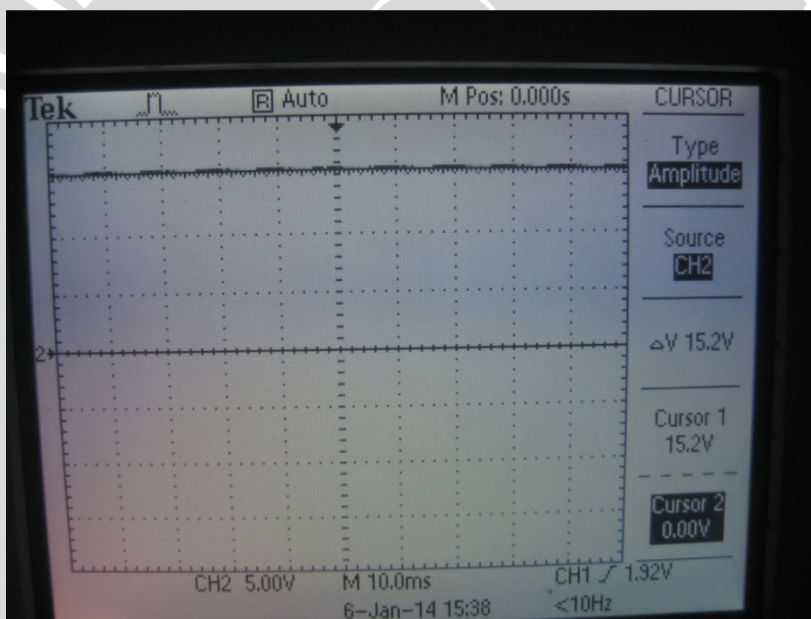 Tek R Auto M Pos: 0.000s CURSOR
Type
Amplitude
Source
CH2
2
△V 15.2V
Cursor 1
15.2V
Cursor 2
0.00V
CH2 5.00V M 10.0ms CH1 1.92V
6-Jan-14 15:38 <10Hz